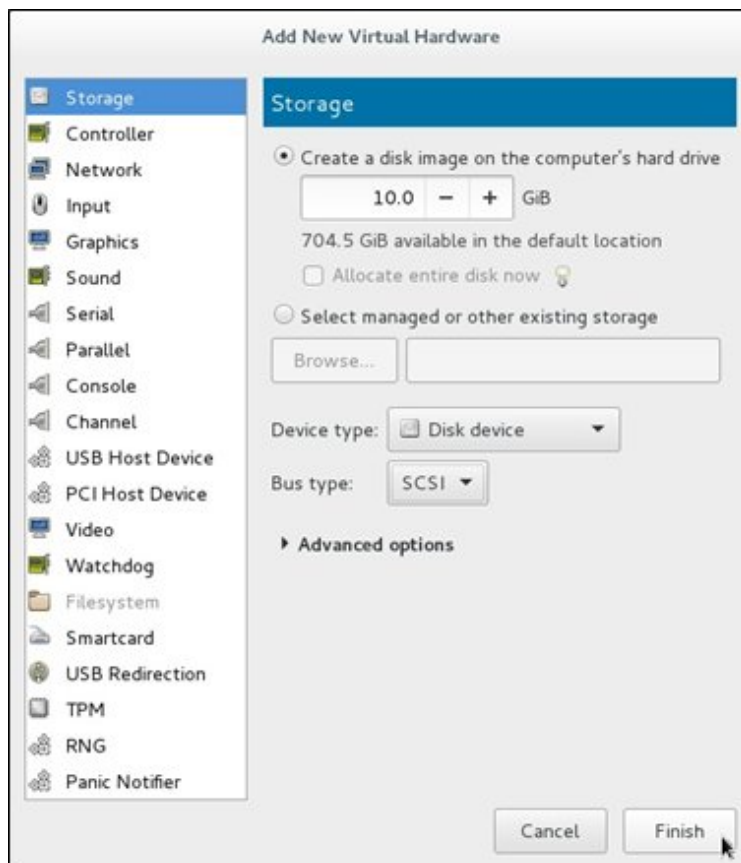 Add New Virtual Hardware
Storage
Controller
Network
Input
Graphics
Sound
Serial
Parallel
Console
Channel
USB Host Device
PCI Host Device
Video
Watchdog
Filesystem
Smartcard
USB Redirection
TPM
RNG
Panic Notifier
Storage
Create a disk image on the computer's hard drive
10.0 − + GiB
704.5 GiB available in the default location
Allocate entire disk now
Select managed or other existing storage
Browse...
Device type: Disk device
Bus type: SCSI
Advanced options
Cancel Finish